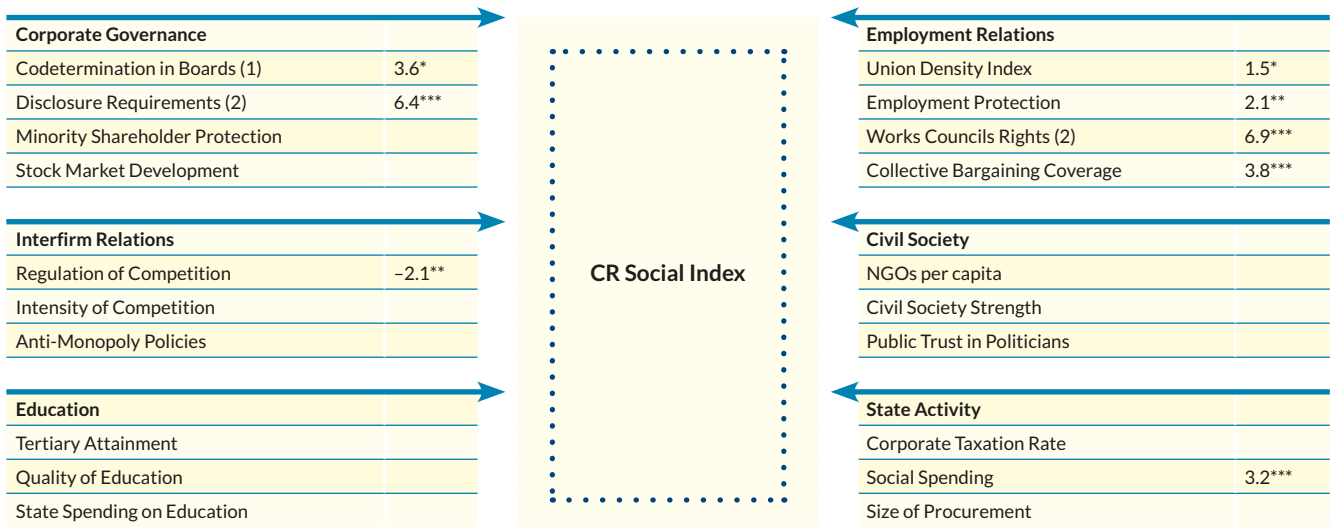 Corporate Governance
Codetermination in Boards (1) 3.6*
Disclosure Requirements (2) 6.4***
Minority Shareholder Protection
Stock Market Development
Interfirm Relations
Regulation of Competition –2.1**
Intensity of Competition
Anti-Monopoly Policies
Education
Tertiary Attainment
Quality of Education
State Spending on Education
CR Social Index
Employment Relations
Union Density Index 1.5*
Employment Protection 2.1**
Works Councils Rights (2) 6.9***
Collective Bargaining Coverage 3.8***
Civil Society
NGOs per capita
Civil Society Strength
Public Trust in Politicians
State Activity
Corporate Taxation Rate
Social Spending 3.2***
Size of Procurement